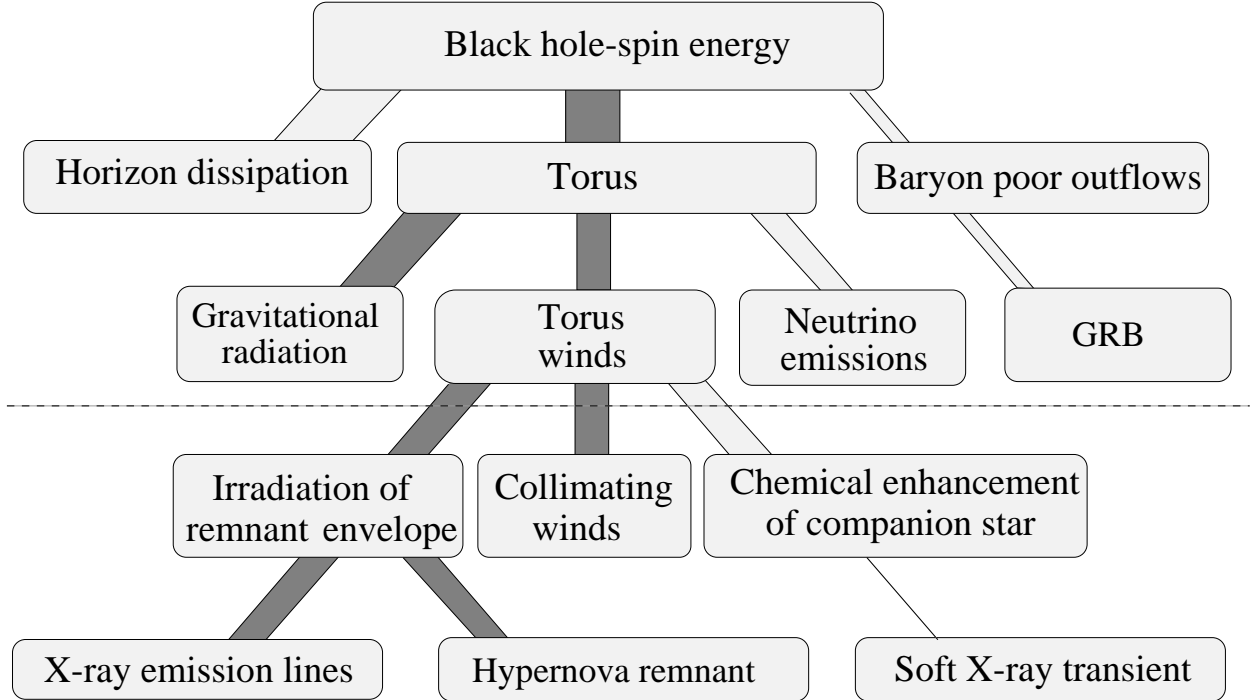 Black hole-spin energy
Horizon dissipation
Torus
Baryon poor outflows
Gravitational
radiation
Torus
winds
Neutrino
emissions
GRB
Irradiation of
remnant envelope
Collimating
winds
Chemical enhancement
of companion star
X-ray emission lines
Hypernova remnant
Soft X-ray transient